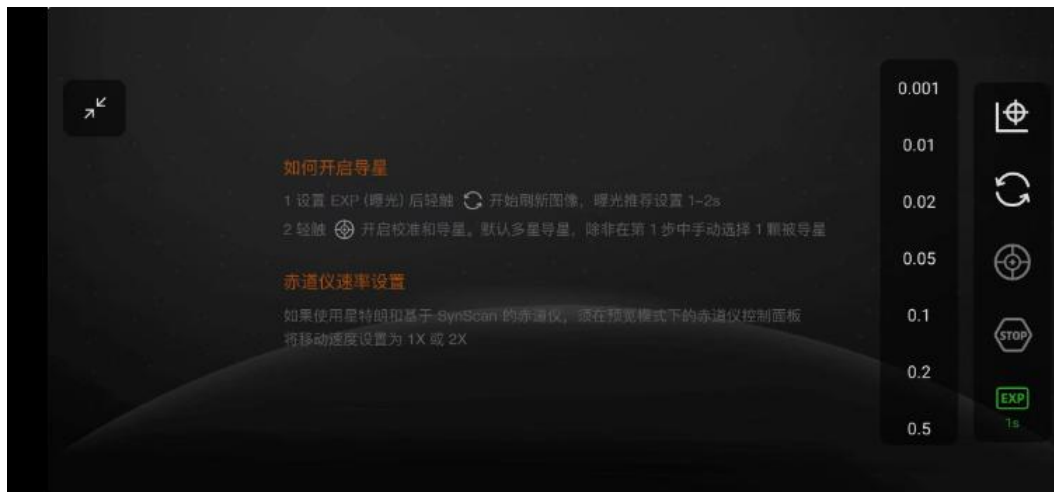 如何开启导星
1 设置 EXP (曝光) 后轻触 开始刷新图像，曝光推荐设置 1-2s
2 轻触 开启校准和导星。默认多星导星，除非在第 1 步中手动选择 1 颗被导星
赤道仪速率设置
如果使用星特朗和基于 SynScan 的赤道仪，须在预览模式下的赤道仪控制面板
将移动速度设置为 1X 或 2X
0.001
0.01
0.02
0.05
0.1
0.2
0.5
STOP
EXP
1s